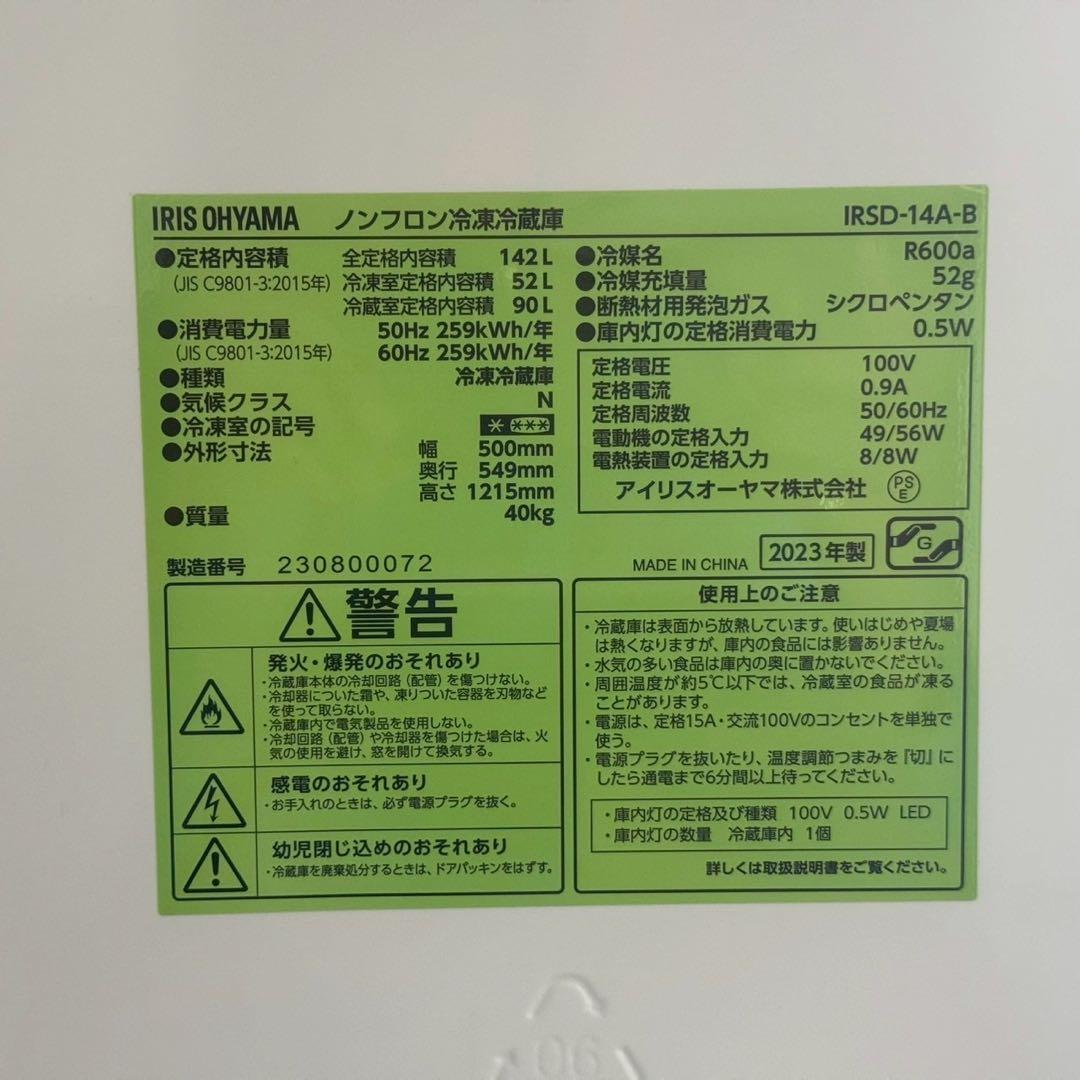 IRIS OHYAMA ノンフロン冷凍冷蔵庫 IRSD-14A-B
●定格内容積 全定格内容積 142L
(JIS C9801-3:2015年) 冷凍室定格内容積 52L
冷蔵室定格内容積 90L
●消費電力量 50Hz 259kWh/年
(JIS C9801-3:2015年) 60Hz 259kWh/年
●種類 冷凍冷蔵庫
●気候クラス N
●冷凍室の記号
●外形寸法 幅 500mm
奥行 549mm
高さ 1215mm
●質量 40kg
製造番号 230800072
●冷媒名 R600a
●冷媒充填量 52g
●断熱材用発泡ガス シクロペンタン
●庫内灯の定格消費電力 0.5W
定格電圧 100V
定格電流 0.9A
定格周波数 50/60Hz
電動機の定格入力 49/56W
電熱装置の定格入力 8/8W
アイリスオーヤマ株式会社 PSE
MADE IN CHINA 2023年製 G
警告
発火・爆発のおそれあり
・冷蔵庫本体の冷却回路(配管)を傷つけない。
・冷却器についた霜や、凍りついた容器を刃物など
を使って取らない。
・冷蔵庫内で電気製品を使用しない。
・冷却回路(配管)や冷却器を傷つけた場合は、火
気の使用を避け、窓を開けて換気する。
感電のおそれあり
・お手入れのときは、必ず電源プラグを抜く。
幼児閉じ込めのおそれあり
・冷蔵庫を廃棄処分するときは、ドアパッキンをはずす。
使用上のご注意
・冷蔵庫は表面から放熱しています。使いはじめや夏場
は熱くなりますが、庫内の食品には影響ありません。
・水気の多い食品は庫内の奥に置かないでください。
・周囲温度が約5℃以下では、冷蔵室の食品が凍る
ことがあります。
・電源は、定格15A・交流100Vのコンセントを単独で
使う。
・電源プラグを抜いたり、温度調節つまみを『切』に
したら通電まで6分間以上待ってください。
・庫内灯の定格及び種類 100V 0.5W LED
・庫内灯の数量 冷蔵庫内 1個
詳しくは取扱説明書をご覧ください。
06